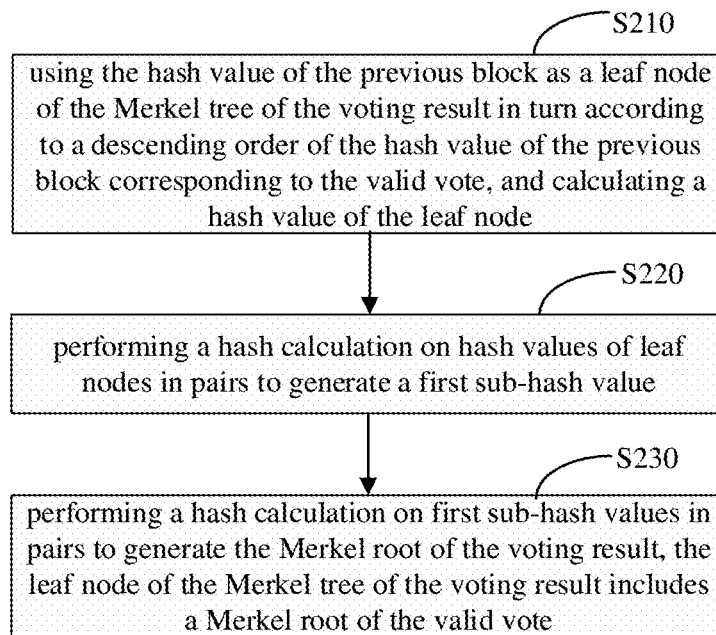 S210
using the hash value of the previous block as a leaf node
of the Merkel tree of the voting result in turn according
to a descending order of the hash value of the previous
block corresponding to the valid vote, and calculating a
hash value of the leaf node
S220
performing a hash calculation on hash values of leaf
nodes in pairs to generate a first sub-hash value
S230
performing a hash calculation on first sub-hash values in
pairs to generate the Merkel root of the voting result, the
leaf node of the Merkel tree of the voting result includes
a Merkel root of the valid vote